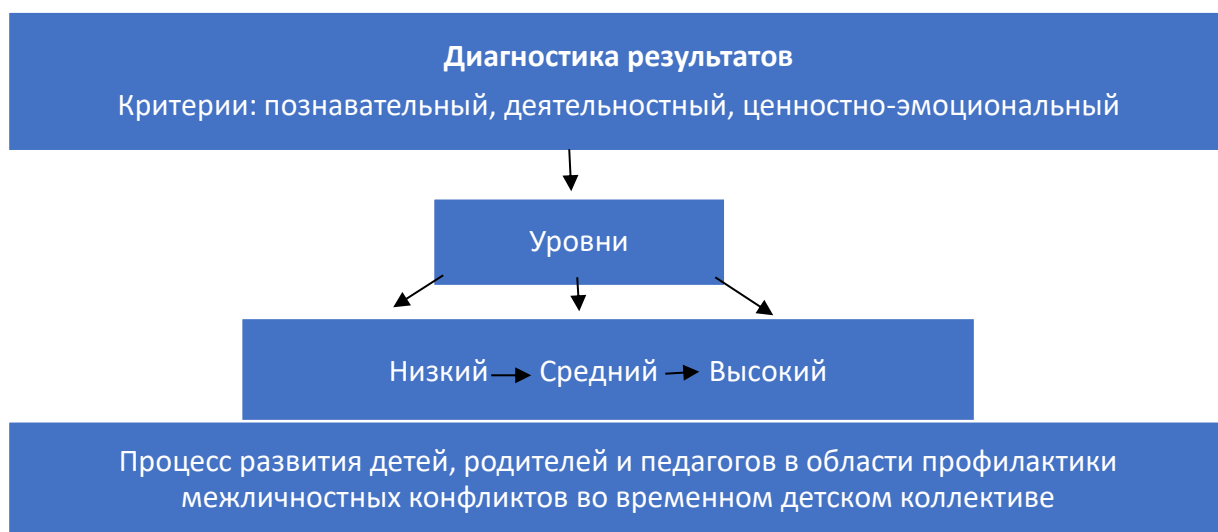 Диагностика результатов
Критерии: познавательный, деятельностный, ценностно-эмоциональный
Уровни
Низкий Средний Высокий
Процесс развития детей, родителей и педагогов в области профилактики
межличностных конфликтов во временном детском коллективе